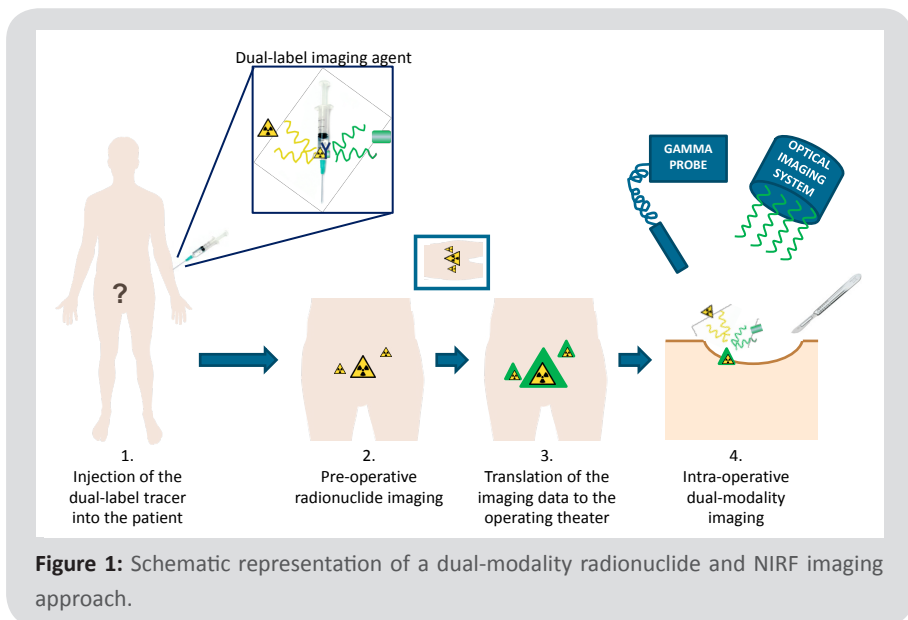 Dual-label imaging agent
Y
GAMMA
PROBE
OPTICAL
IMAGING
SYSTEM
?
1.
Injection of the
dual-label tracer
into the patient
2.
Pre-operative
radionuclide imaging
3.
Translation of the
imaging data to the
operating theater
4.
Intra-operative
dual-modality
imaging
Figure 1: Schematic representation of a dual-modality radionuclide and NIRF imaging
approach.